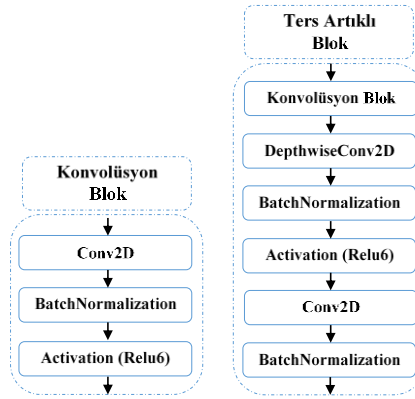 Konvolüsyon
Blok
Conv2D
BatchNormalization
Activation (Relu6)
Ters Artıklı
Blok
Konvolüsyon Blok
DepthwiseConv2D
BatchNormalization
Activation (Relu6)
Conv2D
BatchNormalization